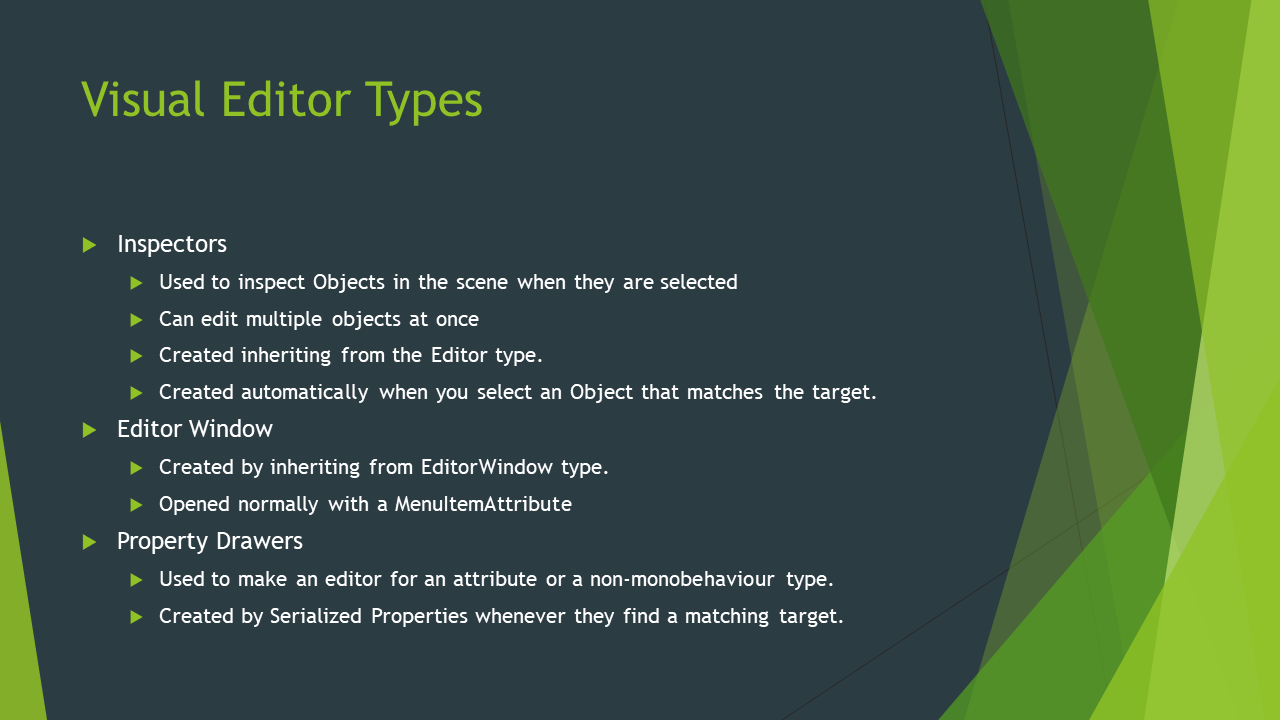 Visual Editor Types
Inspectors
Used to inspect Objects in the scene when they are selected
Can edit multiple objects at once
Created inheriting from the Editor type.
Created automatically when you select an Object that matches the target.
Editor Window
Created by inheriting from EditorWindow type.
Opened normally with a MenuItemAttribute
Property Drawers
Used to make an editor for an attribute or a non-monobehaviour type.
Created by Serialized Properties whenever they find a matching target.